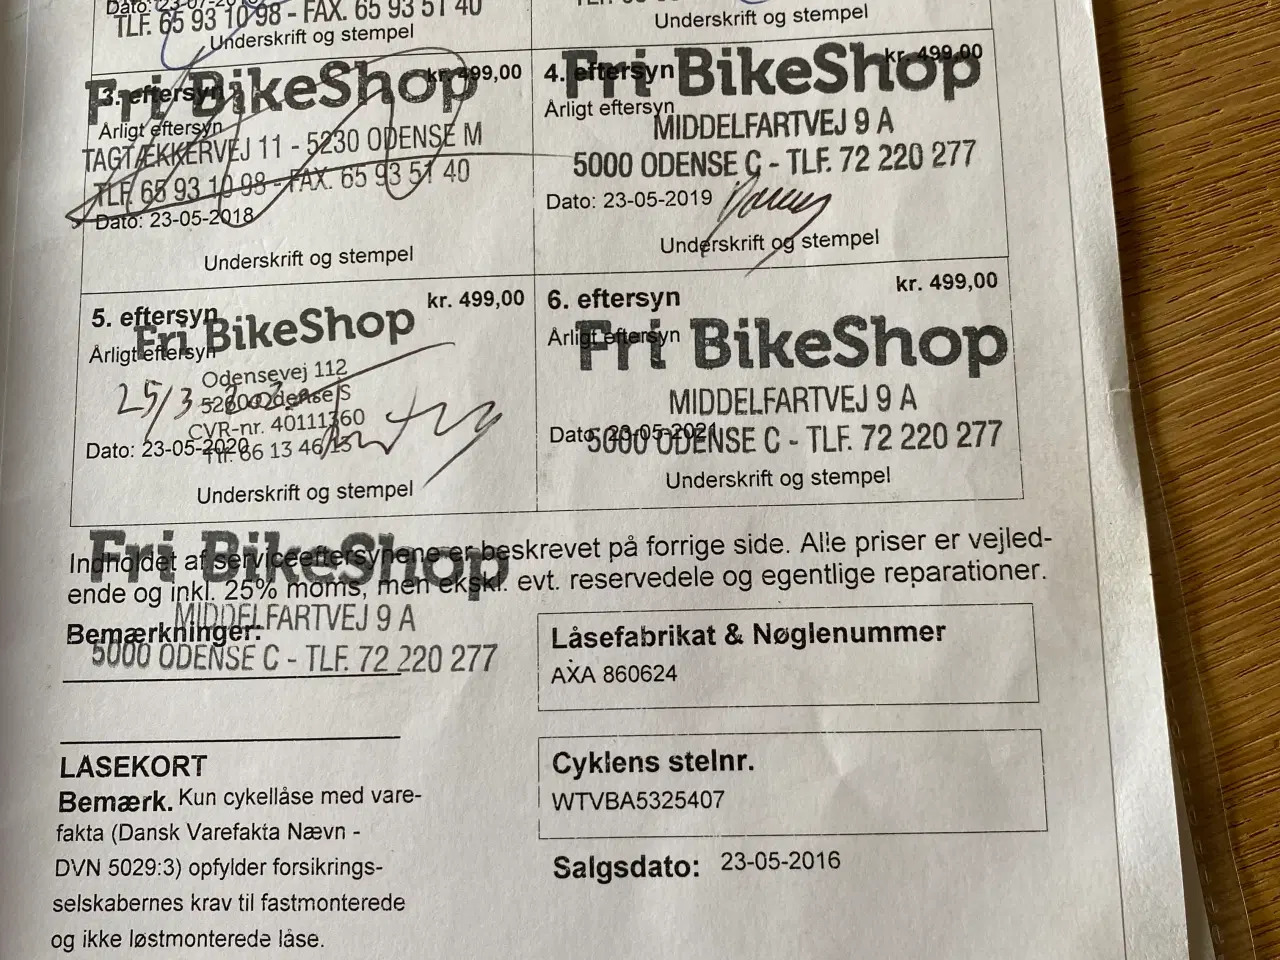 TLF. 65 93 10 98 - FAX. 65 93 51 40
Underskrift og stempel
Underskrift og stempel
3. eftersyn
kr. 499,00
Fri BikeShop
Årligt eftersyn
TAGTÆKKERVEJ 11 - 5230 ODENSE M
TLF. 65 93 10 98 - FAX. 65 93 51 40
Dato: 23-05-2018
Underskrift og stempel
4. eftersyn
kr. 499,00
Fri BikeShop
Årligt eftersyn
MIDDELFARTVEJ 9 A
5000 ODENSE C - TLF. 72 220 277
Dato: 23-05-2019
Underskrift og stempel
5. eftersyn
kr. 499,00
Fri BikeShop
Årligt eftersyn
Odensevej 112
5260 Odense S
25/3
CVR-nr. 40111360
Dato: 23-05-2020
Tlf. 66 13 46 13
Underskrift og stempel
6. eftersyn
kr. 499,00
Årligt eftersyn
Fri BikeShop
MIDDELFARTVEJ 9 A
Dato: 23-05-2021
5000 ODENSE C - TLF. 72 220 277
Underskrift og stempel
Indholdet af serviceeftersynene er beskrevet på forrige side. Alle priser er vejled-
ende og inkl. 25% moms, men ekskl. evt. reservedele og egentlige reparationer.
Fri BikeShop
MIDDELFARTVEJ 9 A
Bemærkninger:
5000 ODENSE C - TLF. 72 220 277
Låsefabrikat & Nøglenummer
AXA 860624
LÅSEKORT
Bemærk. Kun cykellåse med vare-
fakta (Dansk Varefakta Nævn -
DVN 5029:3) opfylder forsikrings-
selskabernes krav til fastmonterede
og ikke løstmonterede låse.
Cyklens stelnr.
WTVBA5325407
Salgsdato: 23-05-2016